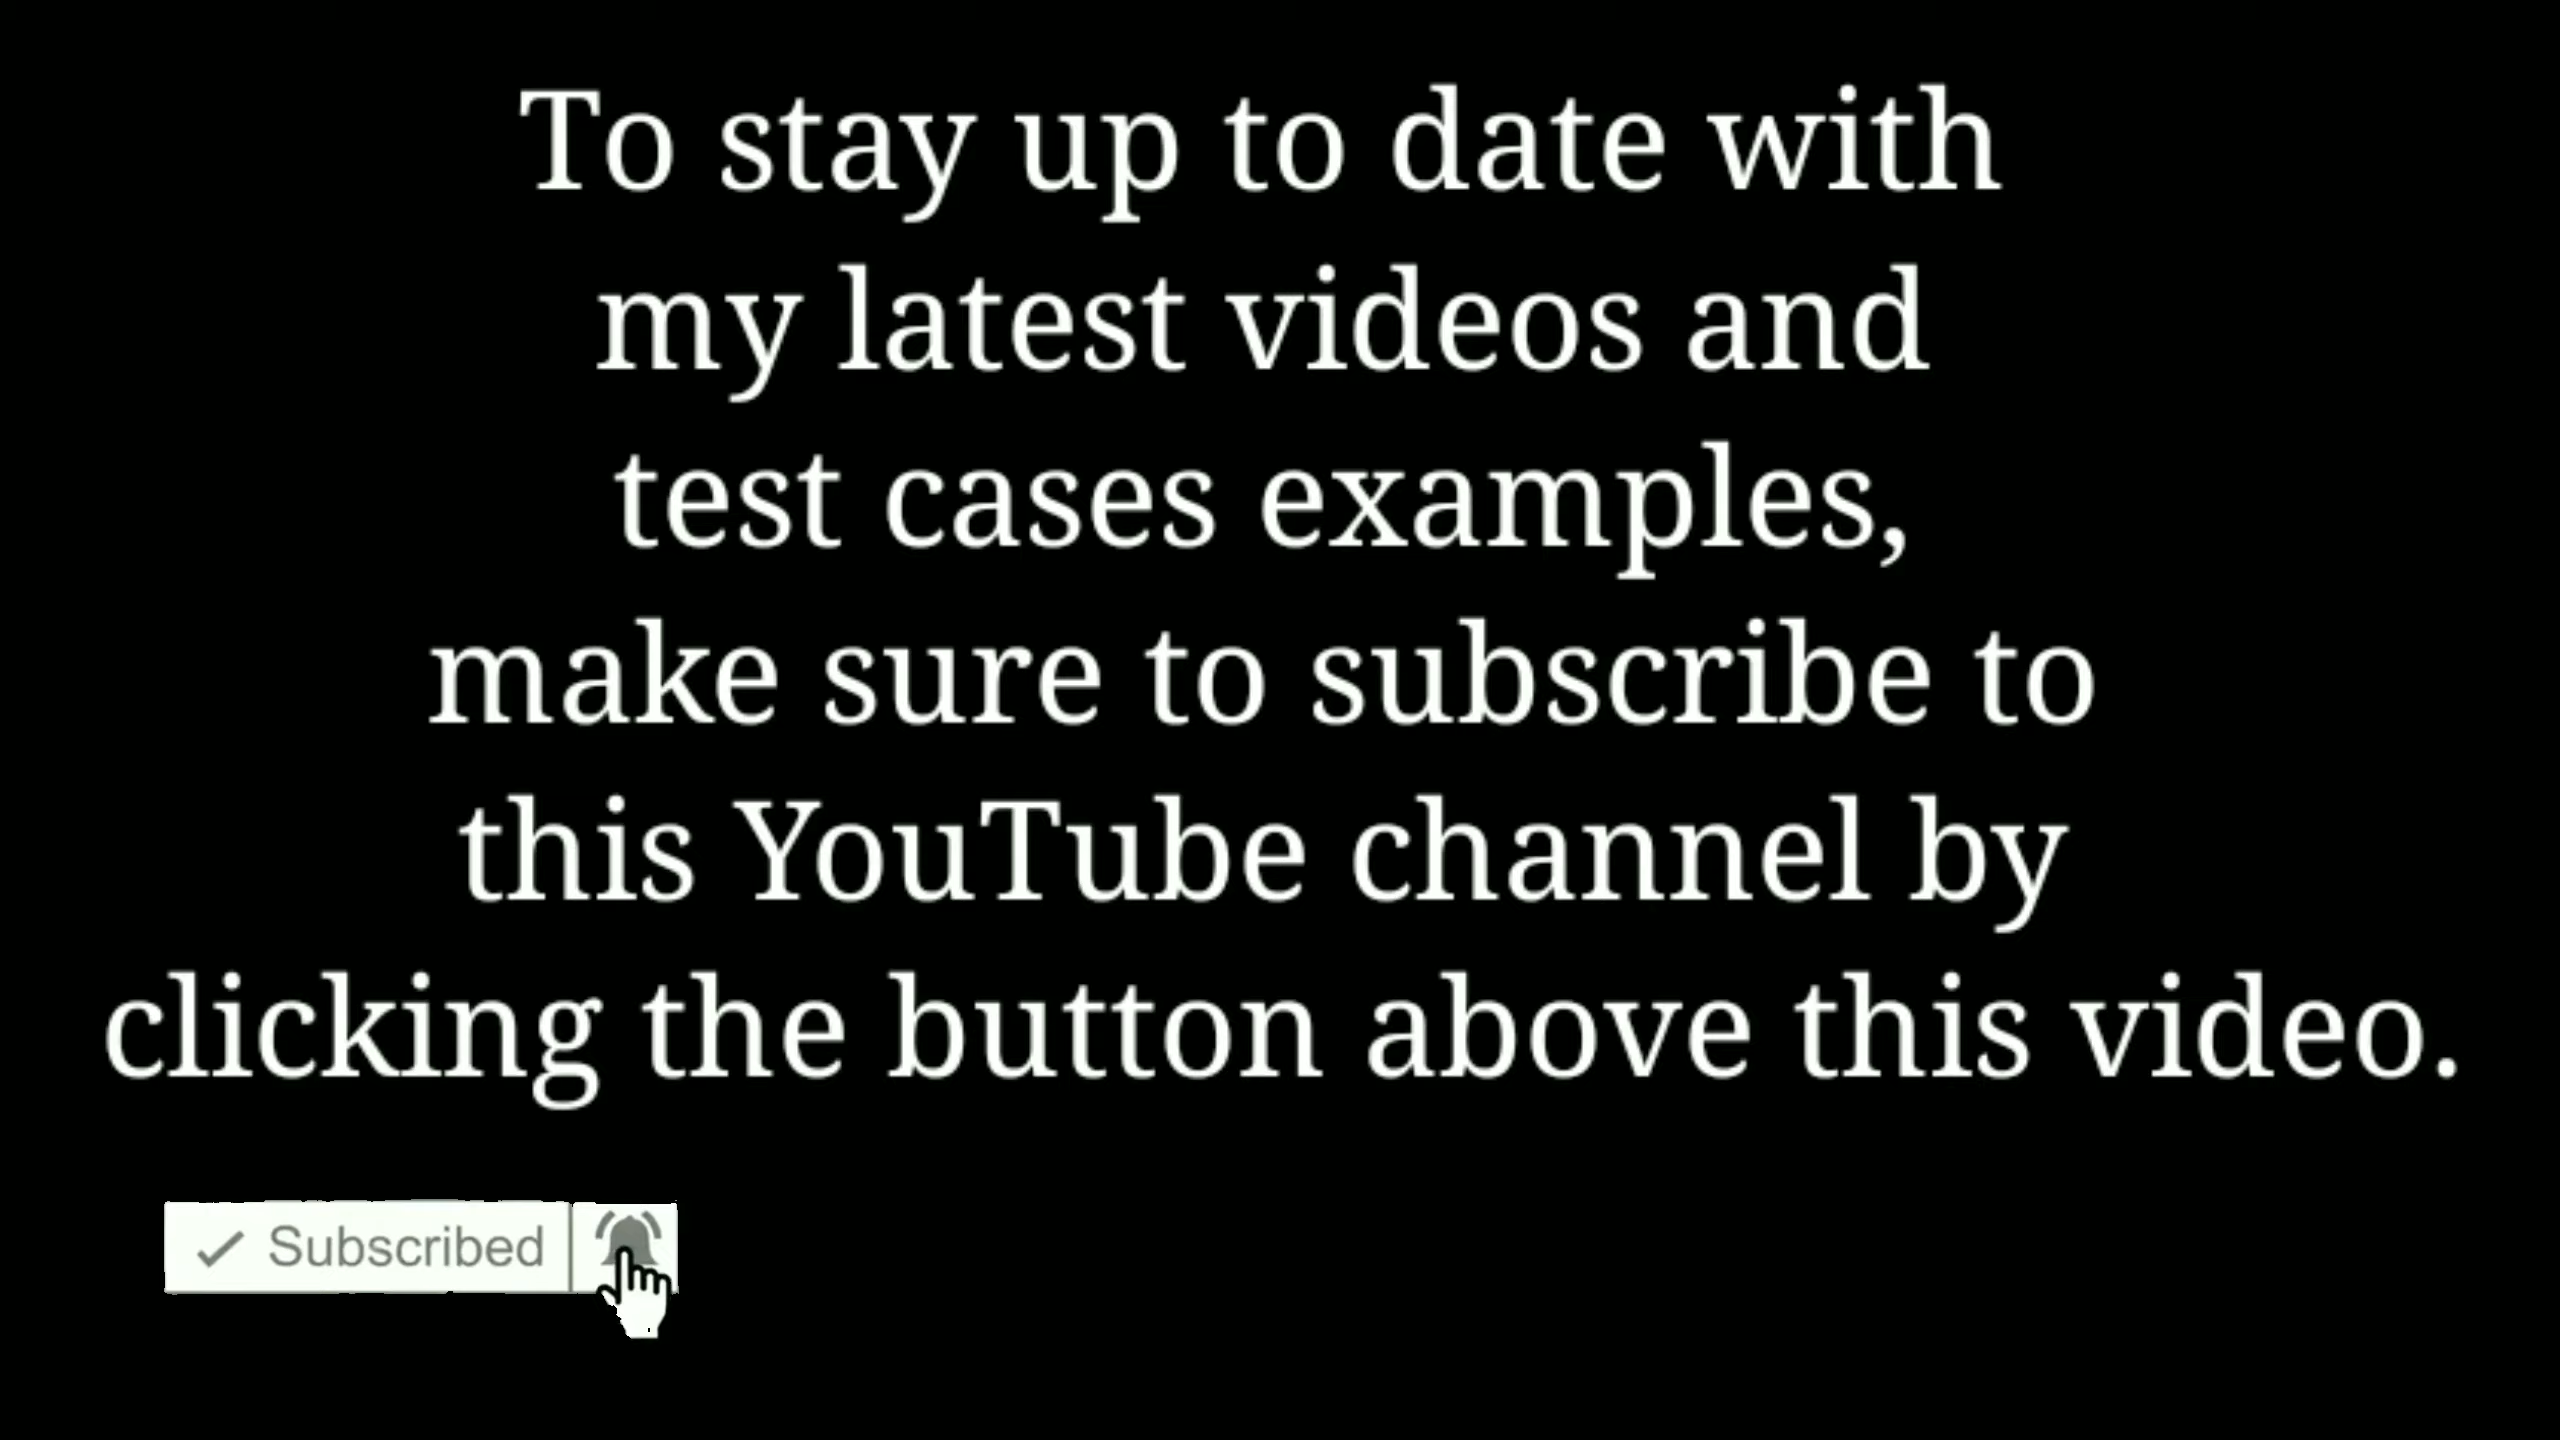 To stay up to date with
my latest videos and
test cases examples,
make sure to subscribe to
this YouTube channel by
clicking the button above this video.
Subscribed